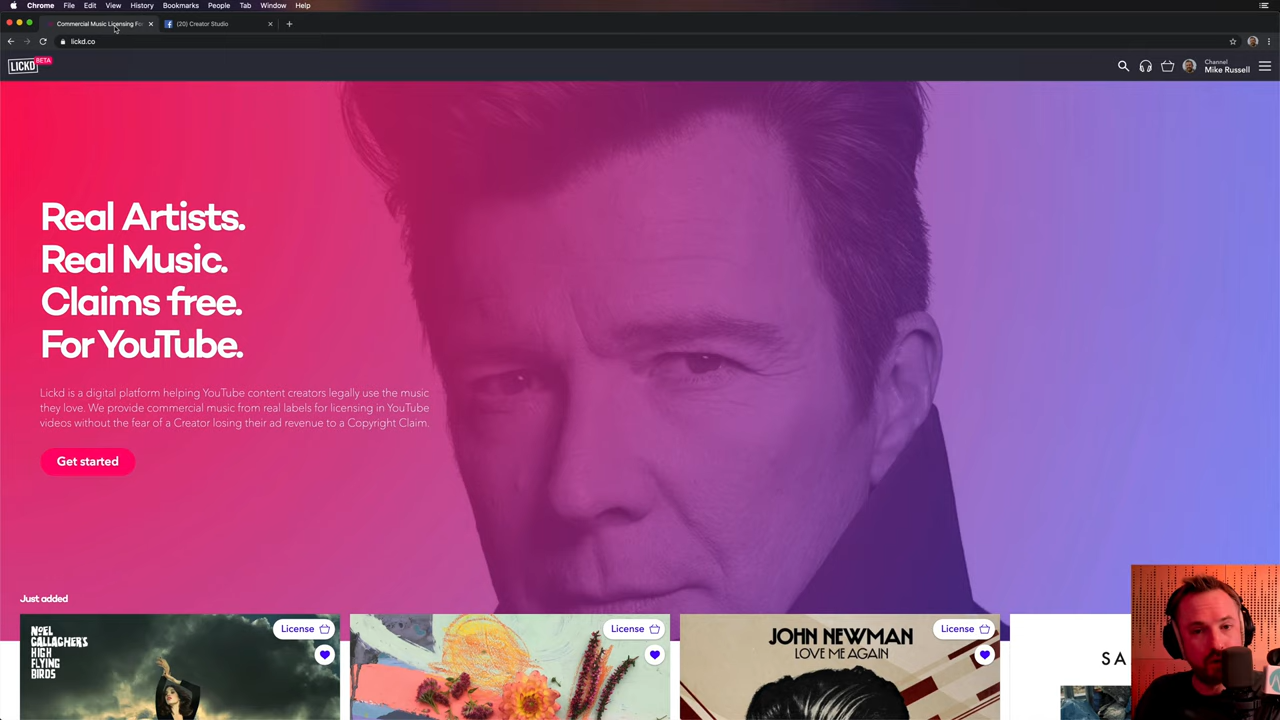 Chrome File Edit View History Bookmarks People Tab Window Help
Commercial Music Licensing Fo
(20) Creator Studio
lickd.co
LICKD BETA
Channel
Mike Russell
Real Artists.
Real Music.
Claims free.
For YouTube.
Lickd is a digital platform helping YouTube content creators legally use the music
they love. We provide commercial music from real labels for licensing in YouTube
videos without the fear of a Creator losing their ad revenue to a Copyright Claim.
Get started
Just added
NOEL
GALLAGHER'S
HIGH
FLYING
BIRDS
License
License
JOHN NEWMAN
LOVE ME AGAIN
License
SA